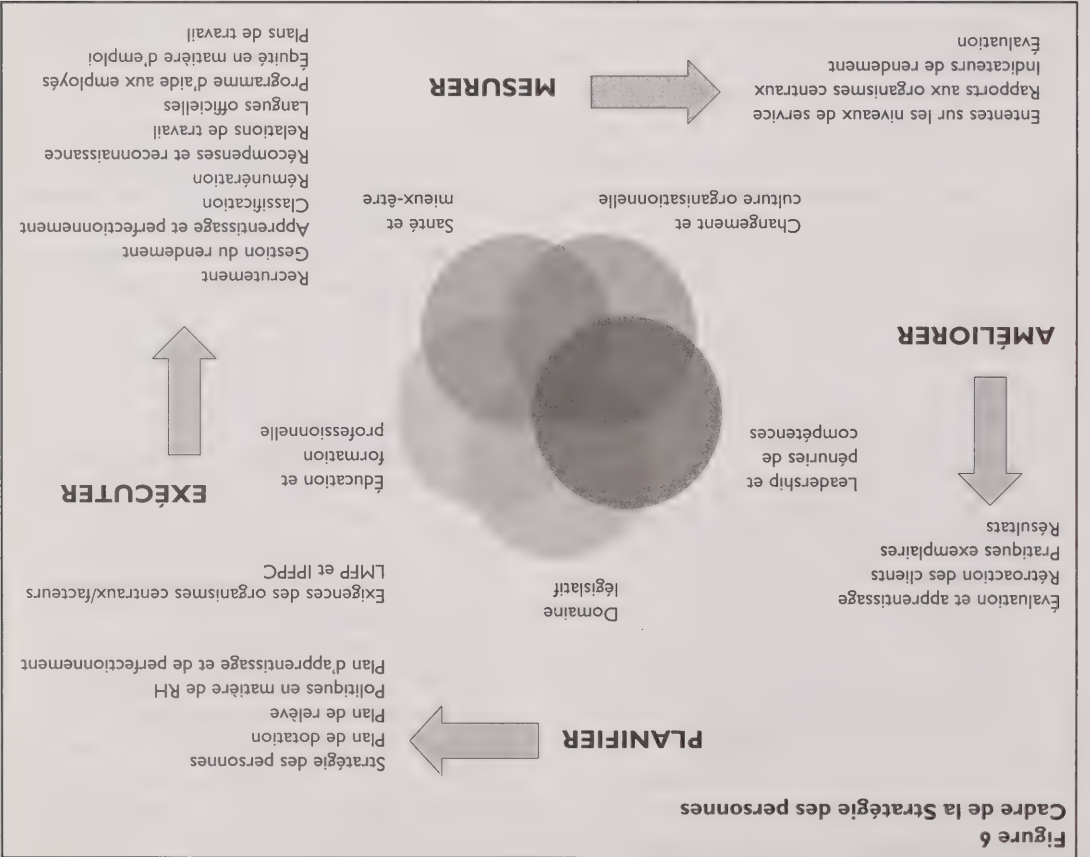 Figure 6
Cadre de la Stratégie des personnes
PLANIFIER
Stratégie des personnes
Plan de dotation
Plan de relève
Politiques en matière de RH
Plan d'apprentissage et de perfectionnement
Exigences des organismes centraux/facteurs
LMFP et IPFPC
EXÉCUTER
Recrutement
Gestion du rendement
Apprentissage et perfectionnement
Classification
Rémunération
Récompenses et reconnaissance
Relations de travail
Langues officielles
Programme d'aide aux employés
Équité en matière d'emploi
Plans de travail
MESURER
Ententes sur les niveaux de service
Rapports aux organismes centraux
Indicateurs de rendement
Évaluation
AMÉLIORER
Évaluation et apprentissage
Rétroaction des clients
Pratiques exemplaires
Résultats
Domaine
législatif
Éducation et
formation
professionnelle
Santé et
mieux-être
Changement et
culture organisationnelle
Leadership et
pénuries de
compétences